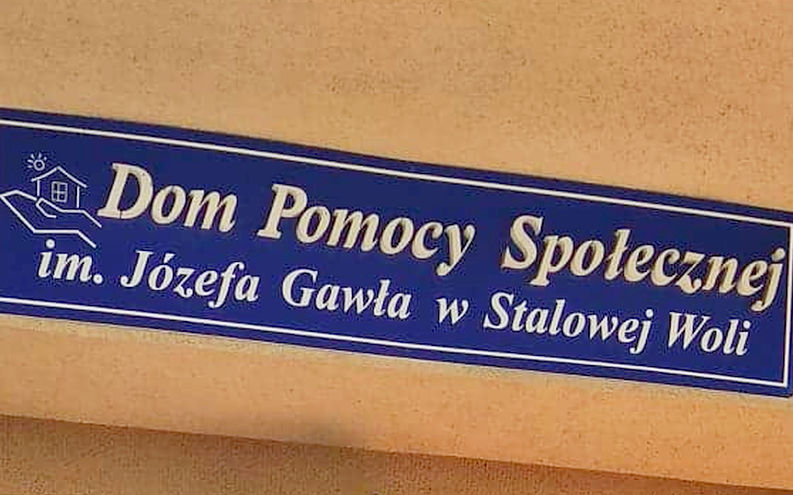 Dom Pomocy Społecznej
im. Józefa Gawła w Stalowej Woli